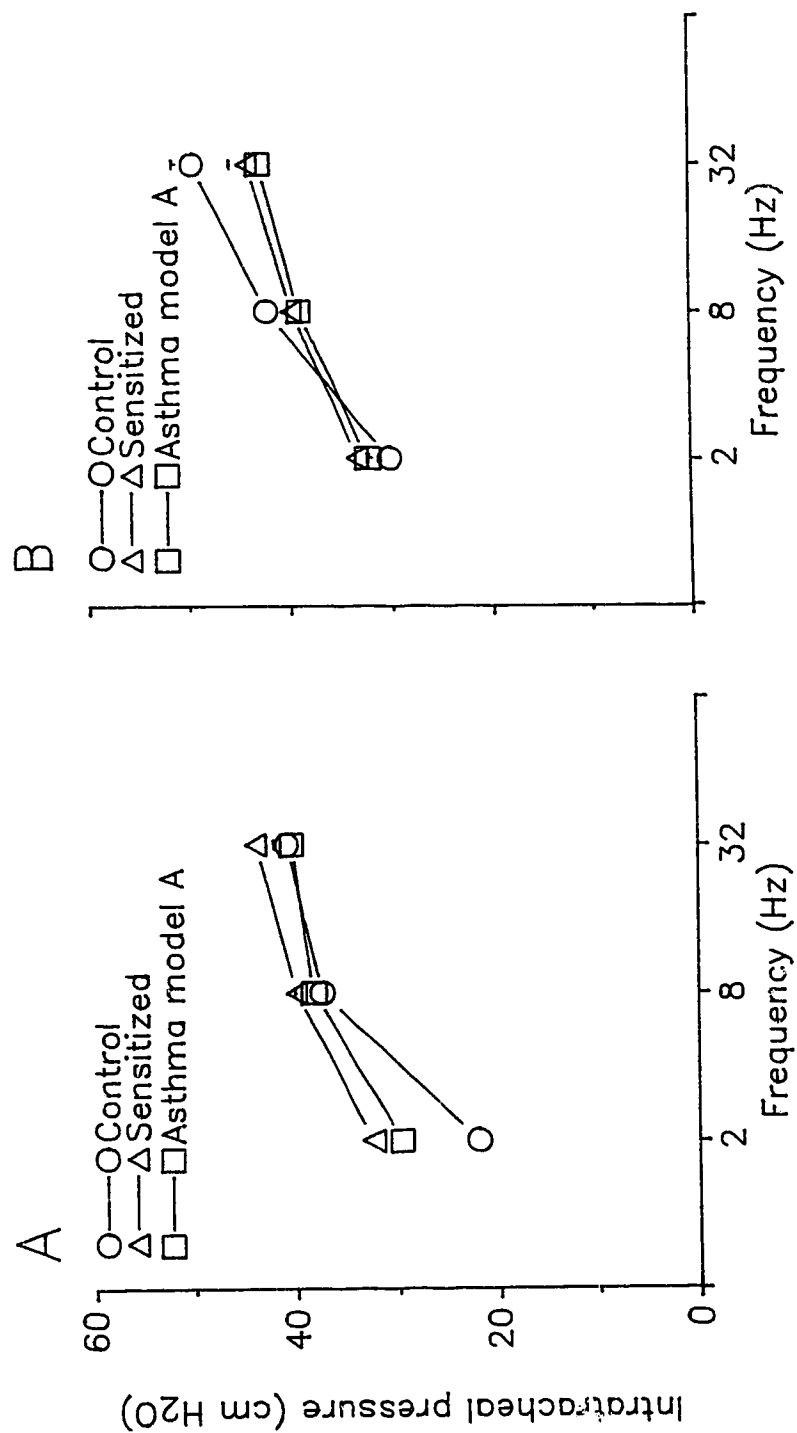 A
○——○Control
△——△Sensitized
□——□Asthma model A
60
40
20
0
Intratracheal pressure (cm H2O)
2
8
32
Frequency (Hz)
B
○——○Control
△——△Sensitized
□——□Asthma model A
2
8
32
Frequency (Hz)